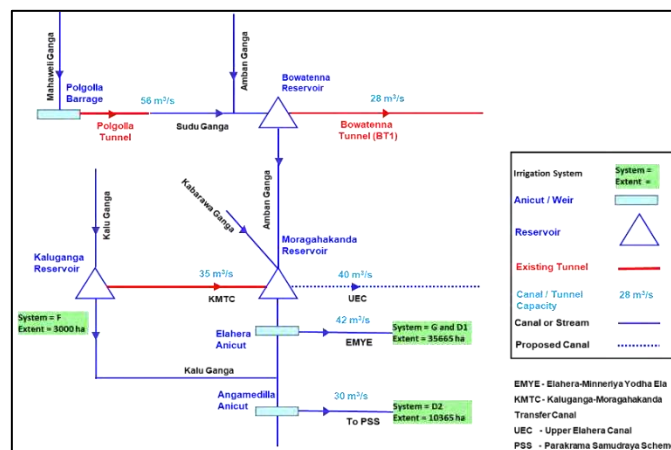 Mahaweli Ganga
Amban Ganga
Polgolla
Barrage
56 m³/s
Bowatenna
Reservoir
28 m³/s
Polgolla
Tunnel
Sudu Ganga
Bowatenna
Tunnel (BT1)
Kalu Ganga
Kabarawa Ganga
Amban Ganga
Kaluganga
Reservoir
Moragahakanda
Reservoir
35 m³/s
KMTC
40 m³/s
UEC
System = F
Extent = 3000 ha
42 m³/s
Elahera
Anicut
EMYE
System = G and D1
Extent = 35665 ha
Kalu Ganga
Angamedilla
Anicut
30 m³/s
To PSS
System = D2
Extent = 10365 ha
Irrigation System
System =
Extent =
Anicut / Weir
Reservoir
Existing Tunnel
Canal / Tunnel
Capacity
28 m³/s
Canal or Stream
Proposed Canal
EMYE - Elahera-Minneriya Yodha Ela
KMTC - Kaluganga-Moragahakanda
Transfer Canal
UEC - Upper Elahera Canal
PSS - Parakrama Samudraya Scheme